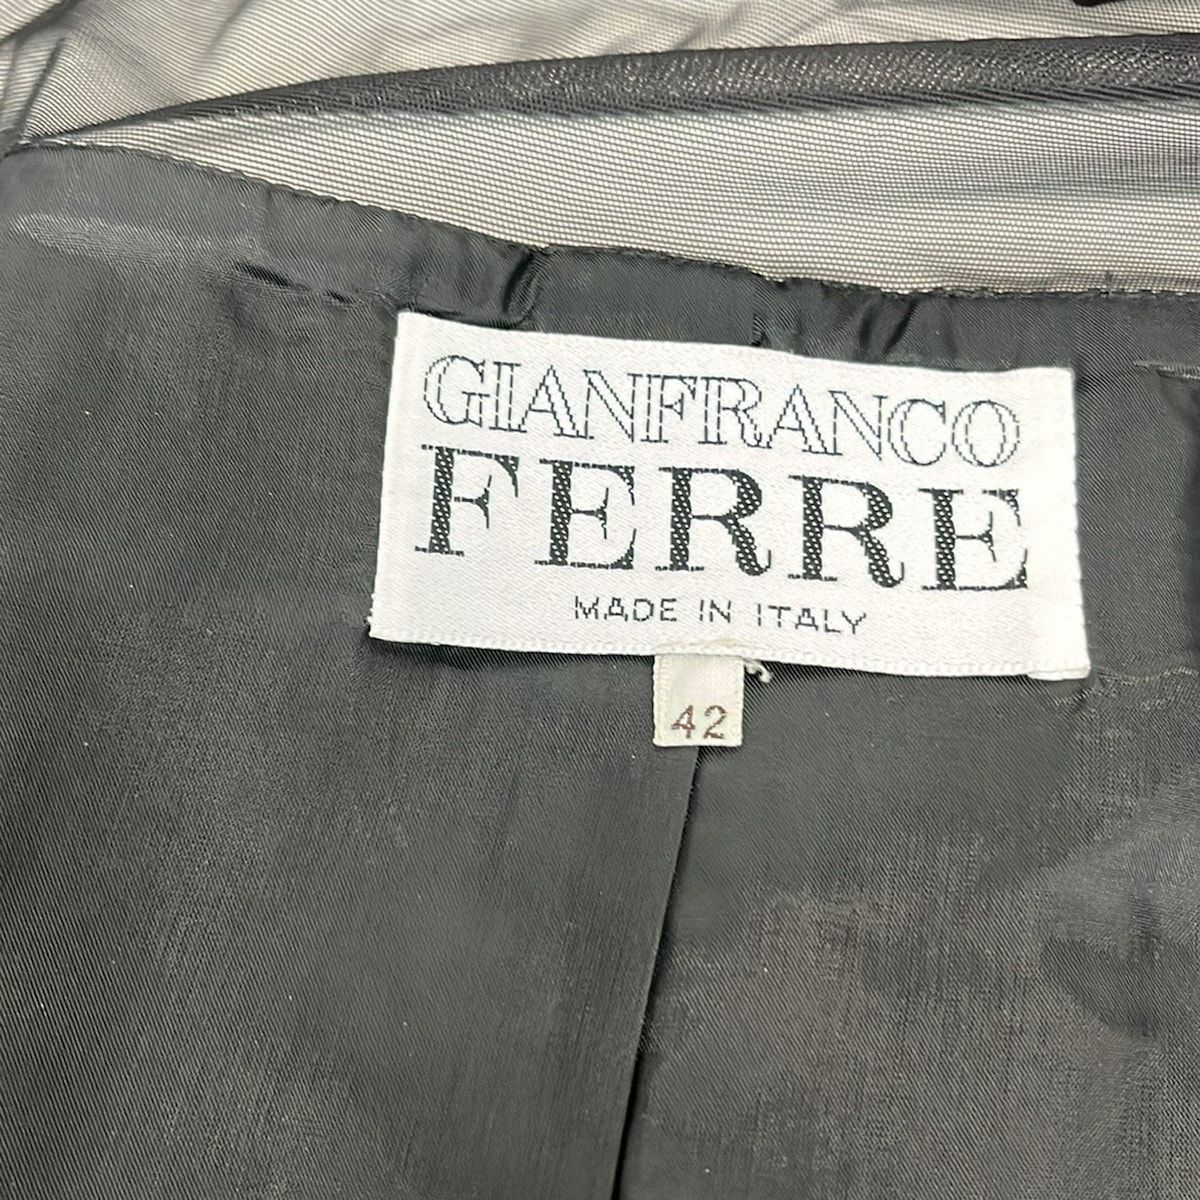 GIANFRANCO
FERRE
MADE IN ITALY
42